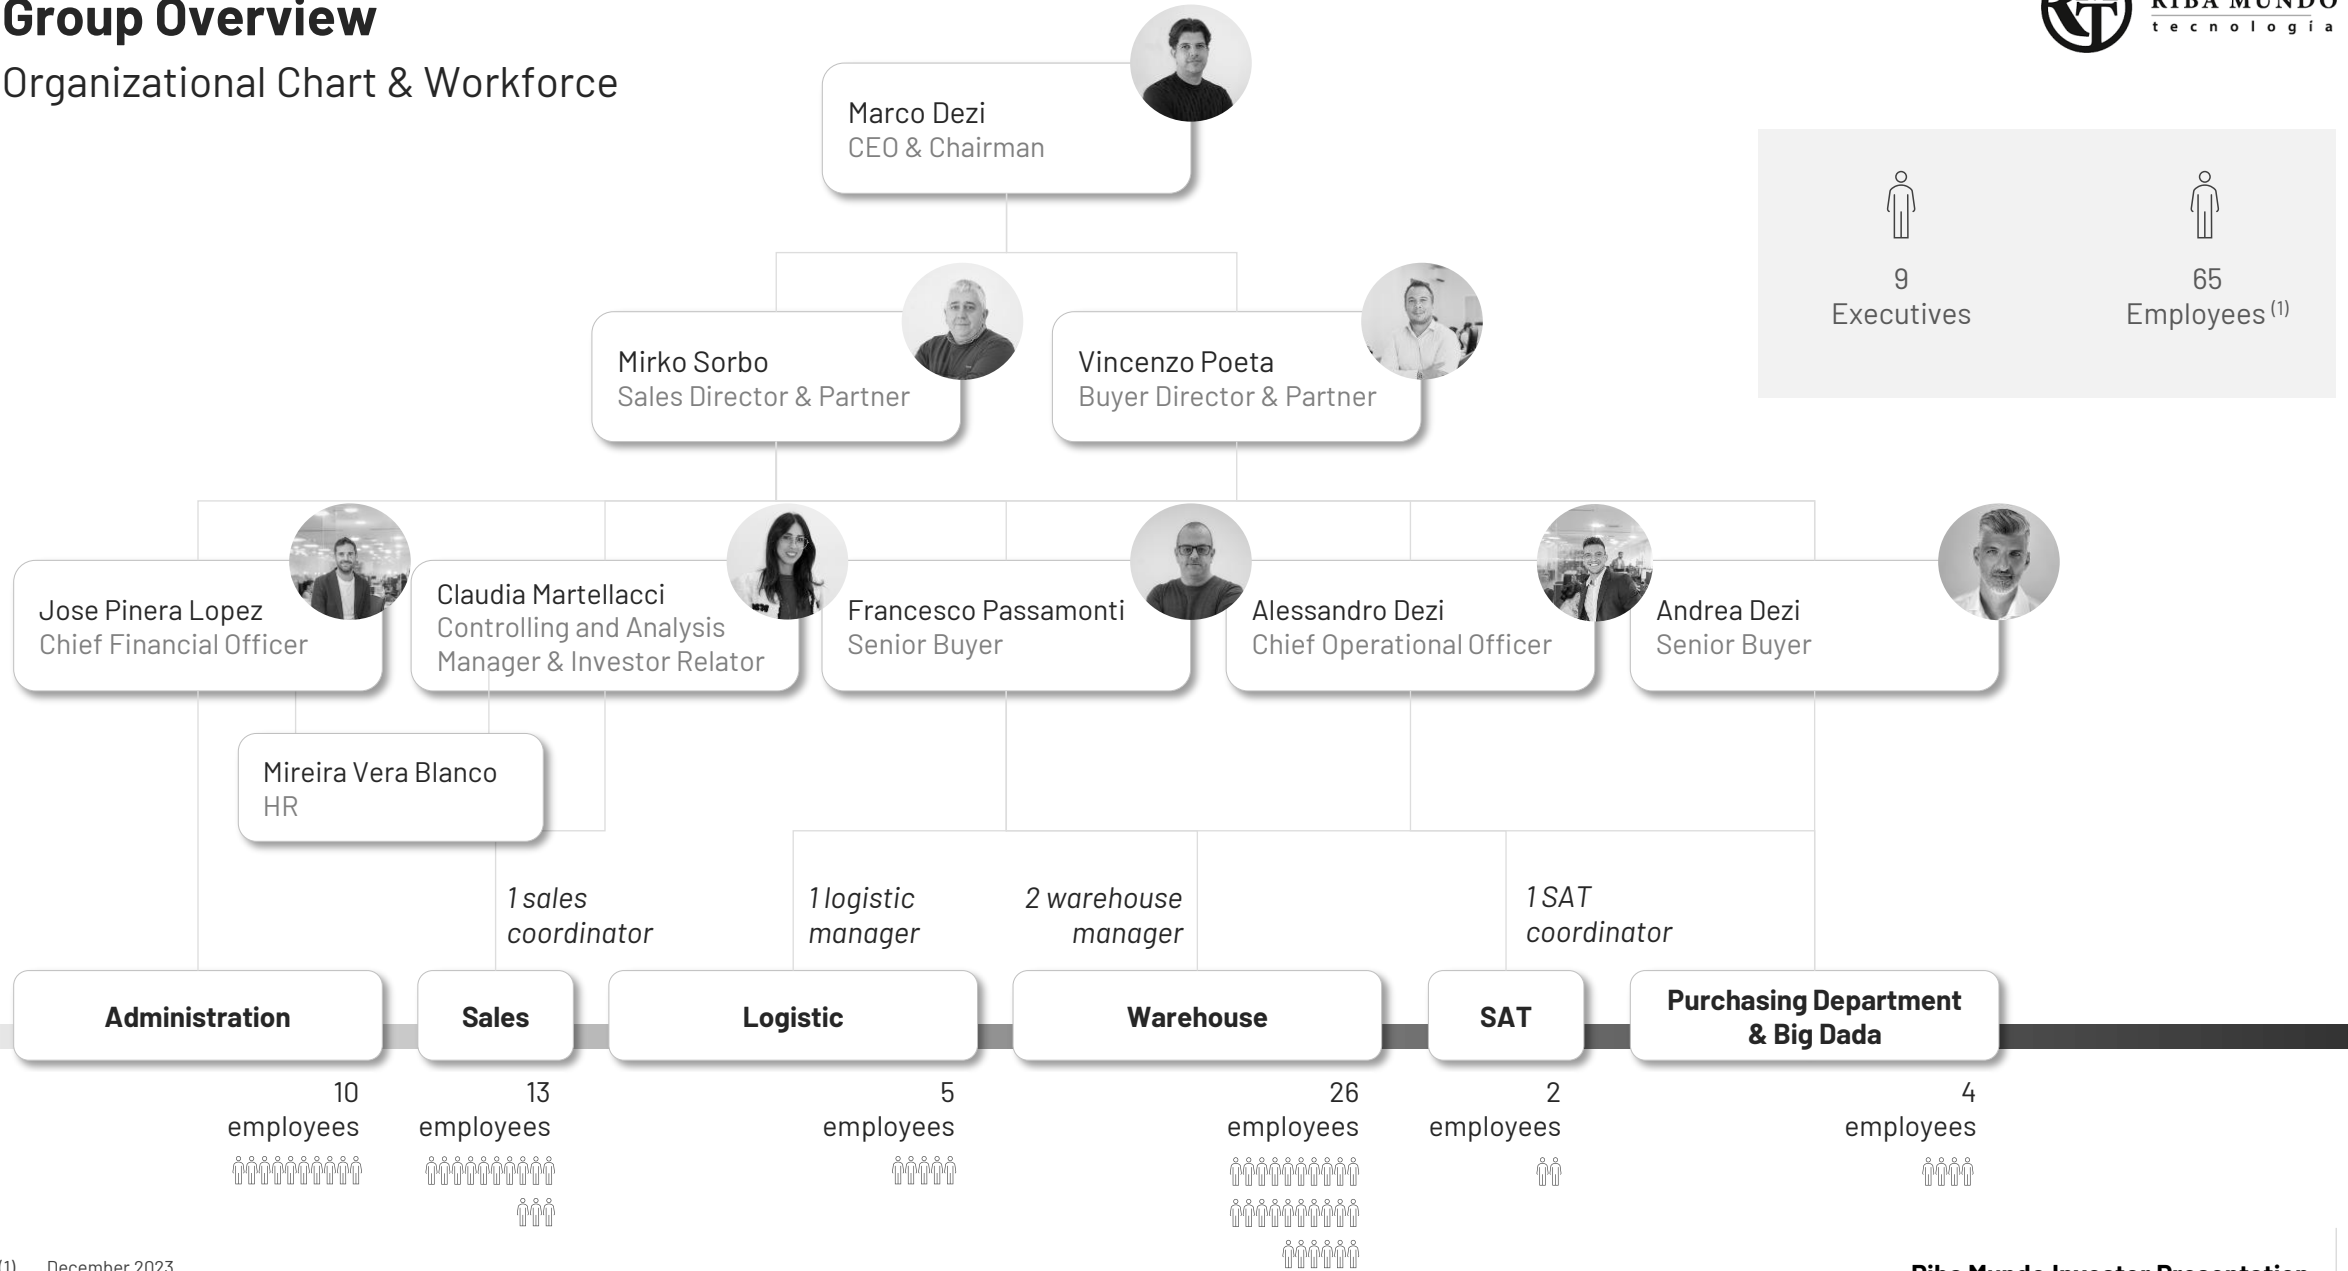 Group Overview
Organizational Chart & Workforce
RIBA MUNDO
tecnología
Marco Dezi
CEO & Chairman
9
Executives
65
Employees (1)
Mirko Sorbo
Sales Director & Partner
Vincenzo Poeta
Buyer Director & Partner
Jose Pinera Lopez
Chief Financial Officer
Claudia Martellacci
Controlling and Analysis
Manager & Investor Relator
Francesco Passamonti
Senior Buyer
Alessandro Dezi
Chief Operational Officer
Andrea Dezi
Senior Buyer
Mireira Vera Blanco
HR
1 sales
coordinator
1 logistic
manager
2 warehouse
manager
1 SAT
coordinator
Administration
Sales
Logistic
Warehouse
SAT
Purchasing Department
& Big Dada
10
employees
13
employees
5
employees
26
employees
2
employees
4
employees
(1) December 2023
Riba Mundo Investor Presentation